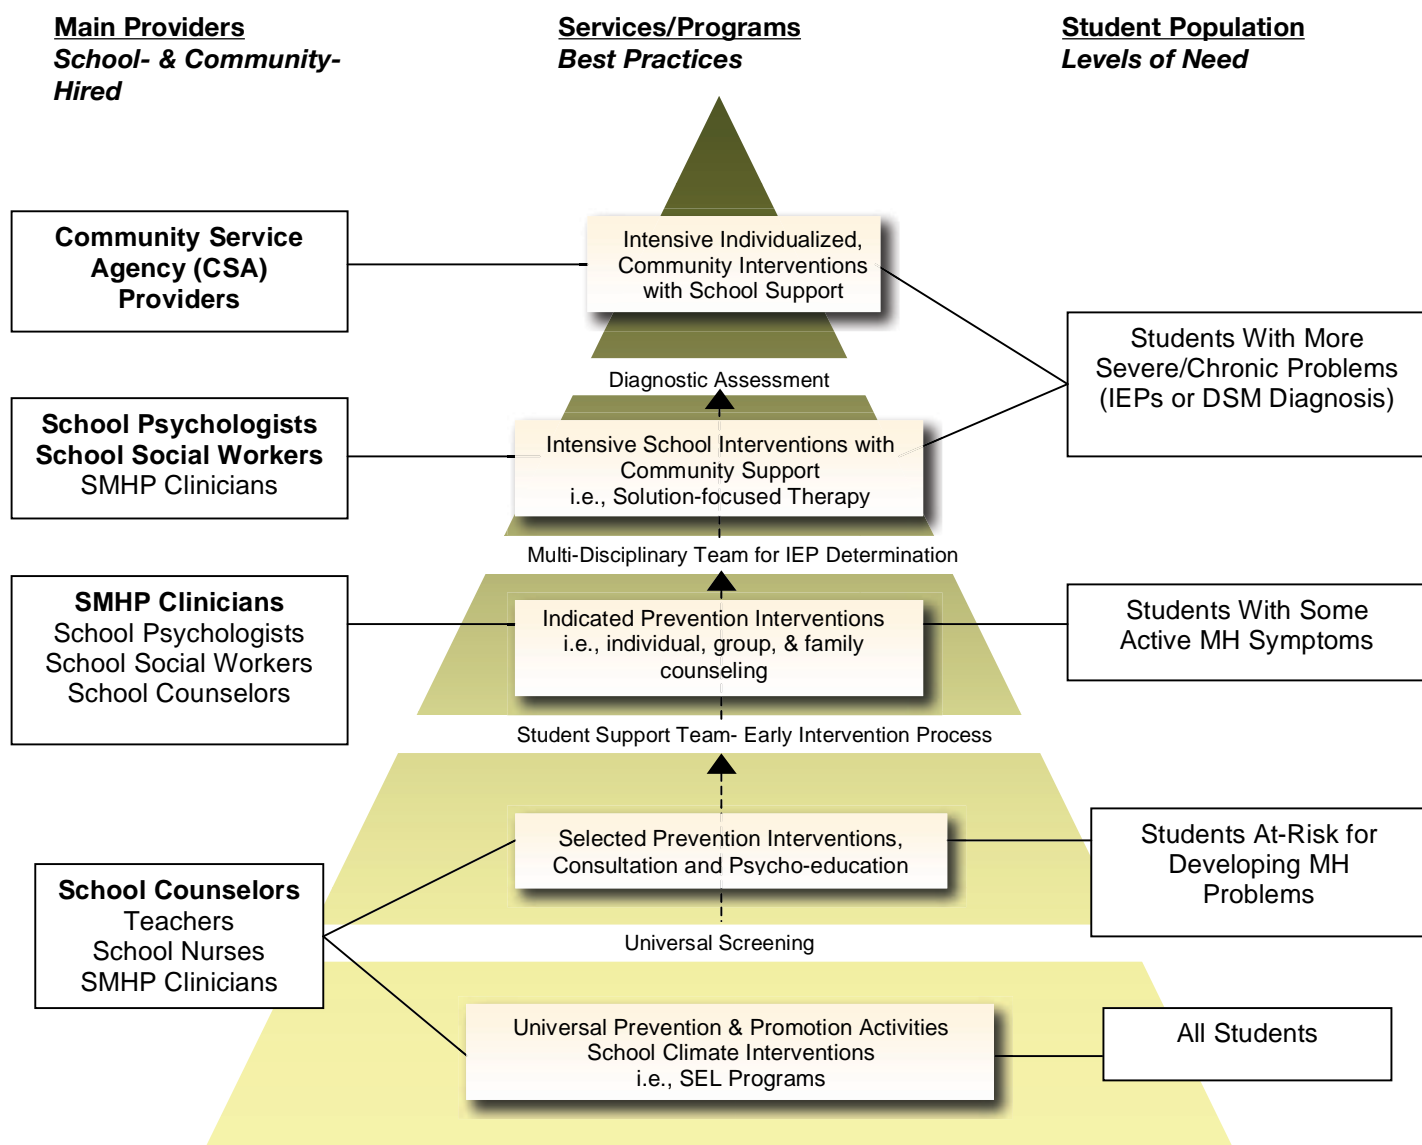 Main Providers
School- & Community-
Hired
Services/Programs
Best Practices
Student Population
Levels of Need
Community Service
Agency (CSA)
Providers
Intensive Individualized,
Community Interventions
with School Support
Students With More
Severe/Chronic Problems
(IEPs or DSM Diagnosis)
Diagnostic Assessment
School Psychologists
School Social Workers
SMHP Clinicians
Intensive School Interventions with
Community Support
i.e., Solution-focused Therapy
Multi-Disciplinary Team for IEP Determination
SMHP Clinicians
School Psychologists
School Social Workers
School Counselors
Indicated Prevention Interventions
i.e., individual, group, & family
counseling
Students With Some
Active MH Symptoms
Student Support Team- Early Intervention Process
Selected Prevention Interventions,
Consultation and Psycho-education
Students At-Risk for
Developing MH
Problems
School Counselors
Teachers
School Nurses
SMHP Clinicians
Universal Screening
Universal Prevention & Promotion Activities
School Climate Interventions
i.e., SEL Programs
All Students